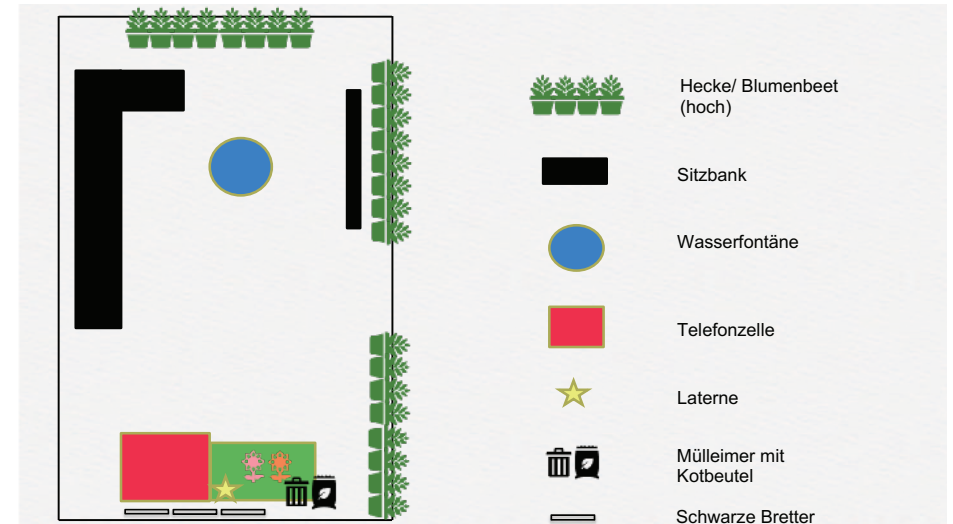 Hecke/ Blumenbeet
(hoch)
Sitzbank
Wasserfontäne
Telefonzelle
Laterne
Mülleimer mit
Kotbeutel
Schwarze Bretter